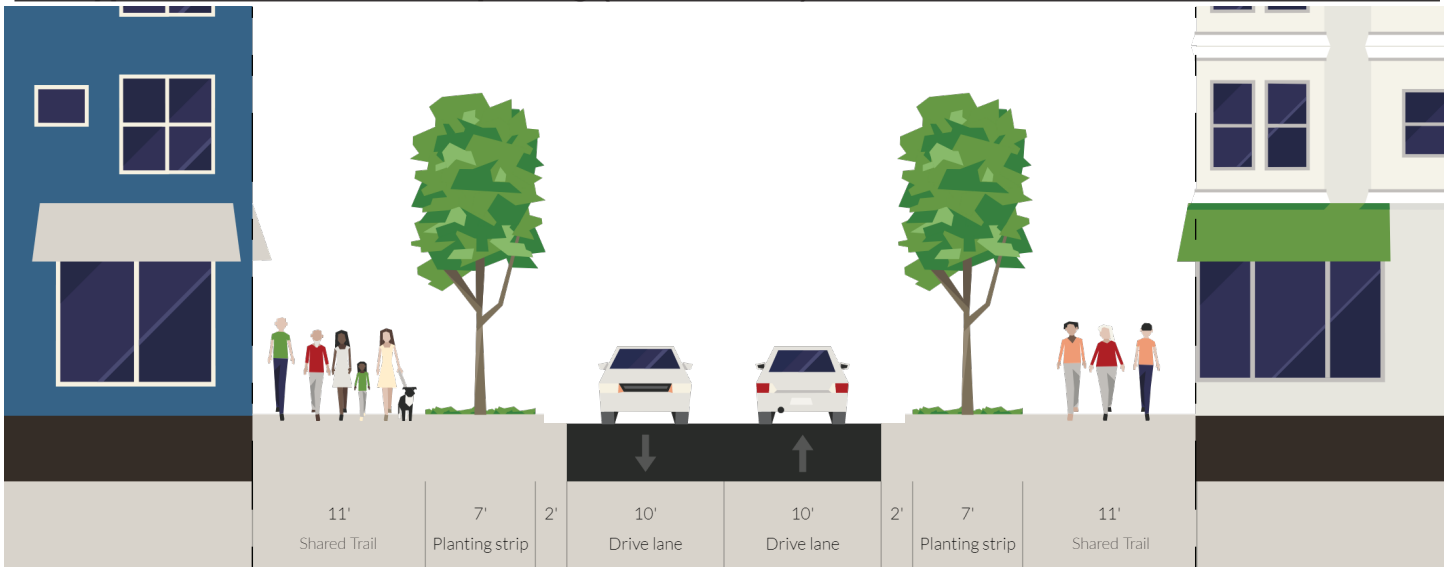 11' 7' 2' 10' 10' 2' 7' 11'
Shared Trail Planting strip Drive lane Drive lane Planting strip Shared Trail